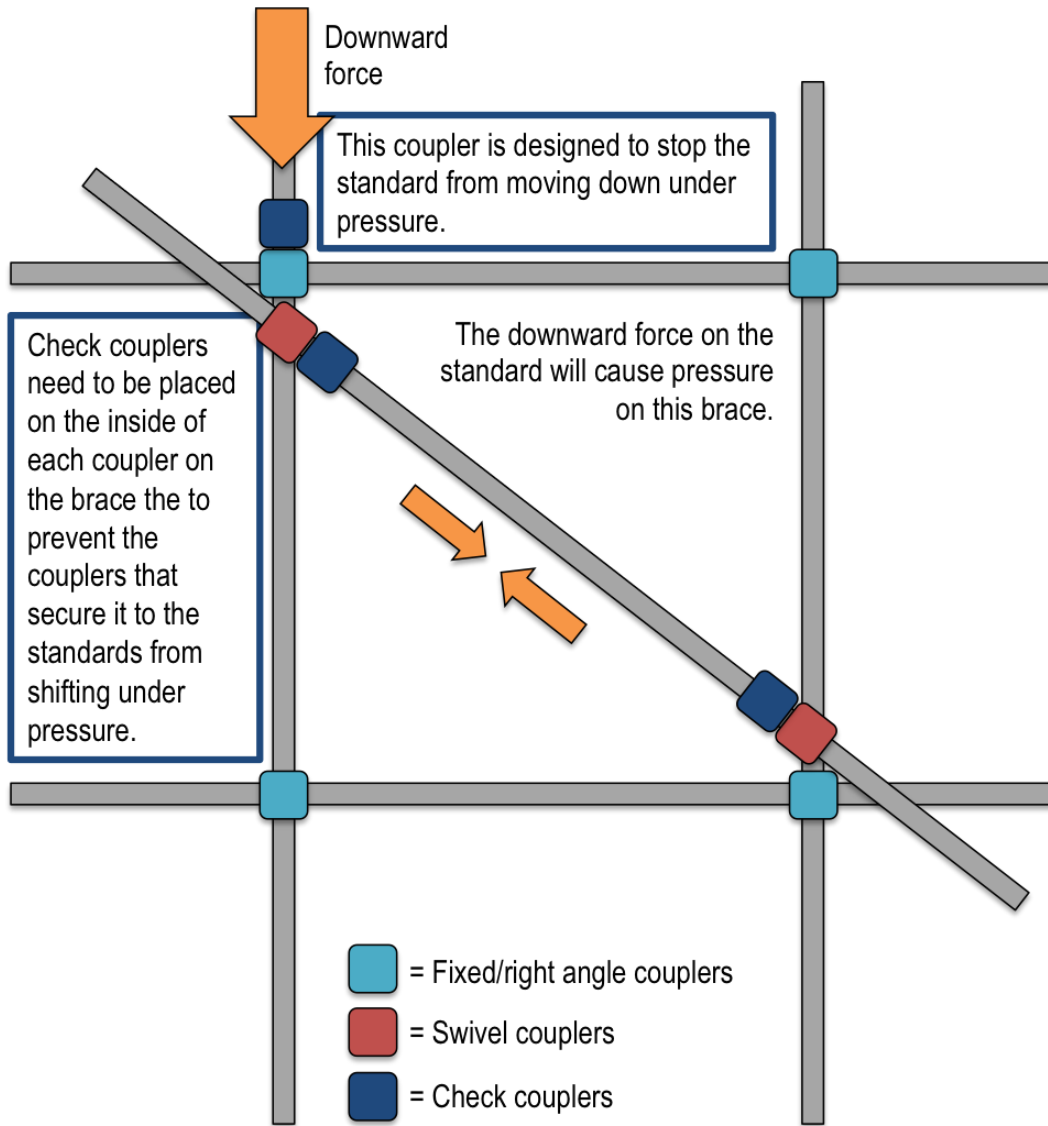 Downward
force
This coupler is designed to stop the
standard from moving down under
pressure.
Check couplers
need to be placed
on the inside of
each coupler on
the brace the to
prevent the
couplers that
secure it to the
standards from
shifting under
pressure.
The downward force on the
standard will cause pressure
on this brace.
= Fixed/right angle couplers
= Swivel couplers
= Check couplers